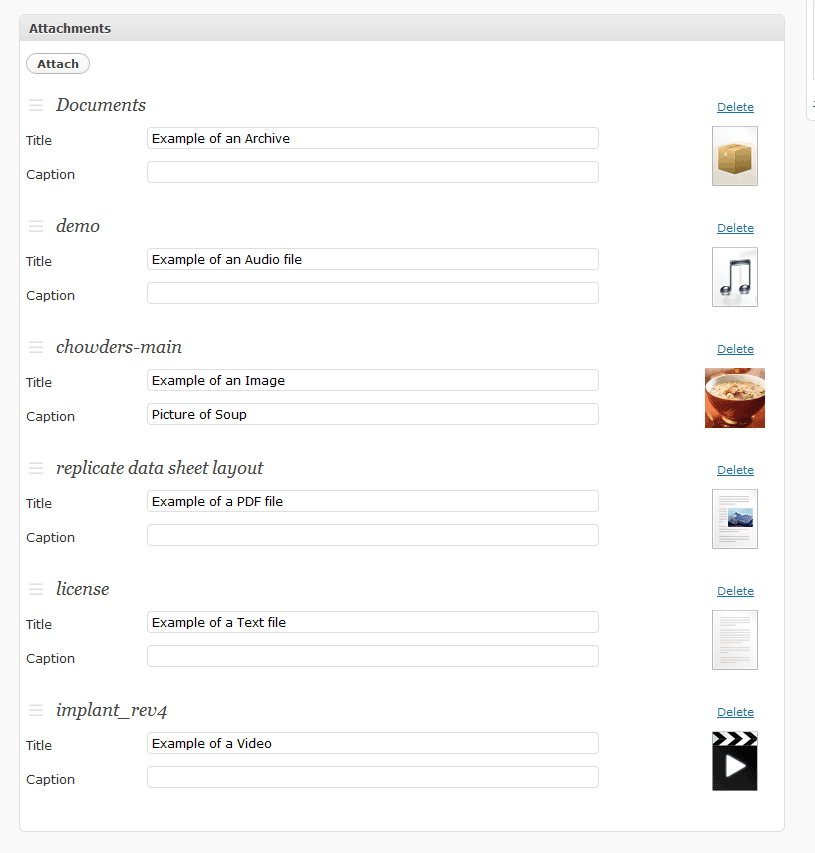 Attachments
Attach
Documents
Delete
Title
Example of an Archive
Caption
demo
Delete
Title
Example of an Audio file
Caption
chowders-main
Delete
Title
Example of an Image
Caption
Picture of Soup
replicate data sheet layout
Delete
Title
Example of a PDF file
Caption
license
Delete
Title
Example of a Text file
Caption
implant_rev4
Delete
Title
Example of a Video
Caption